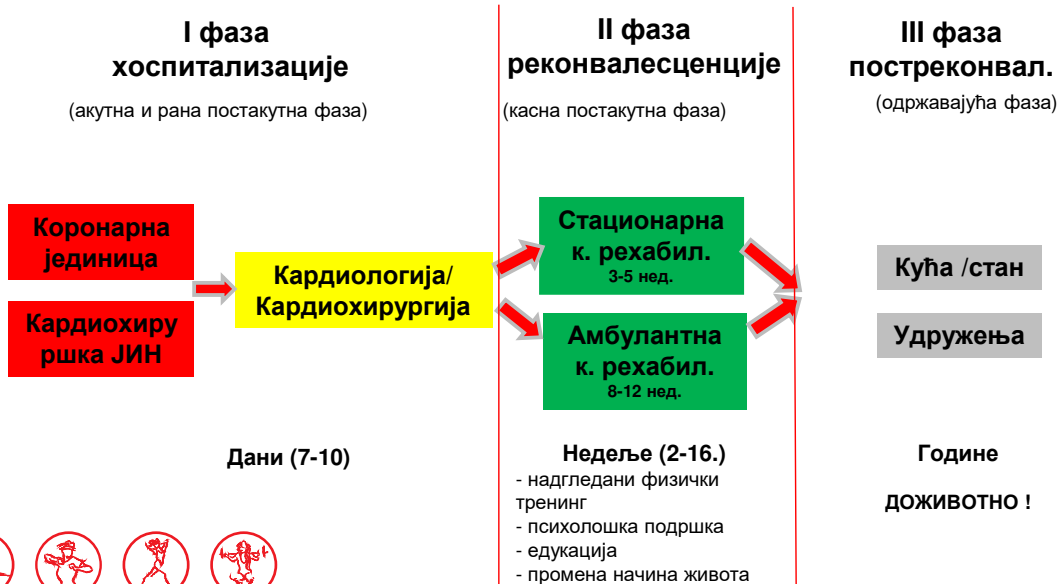 I фаза
хоспитализације
(акутна и рана постакутна фаза)
II фаза
реконвалесценције
(касна постакутна фаза)
III фаза
постреконвал.
(одржавајућа фаза)
Коронарна
јединица
Кардиохиру
ршка ЈИН
Кардиологија/
Кардиохирургија
Стационарна
к. рехабил.
3-5 нед.
Амбулантна
к. рехабил.
8-12 нед.
Кућа /стан
Удружења
Дани (7-10)
Недеље (2-16.)
- надгледани физички
тренинг
- психолошка подршка
- едукација
- промена начина живота
Године
ДОЖИВОТНО !